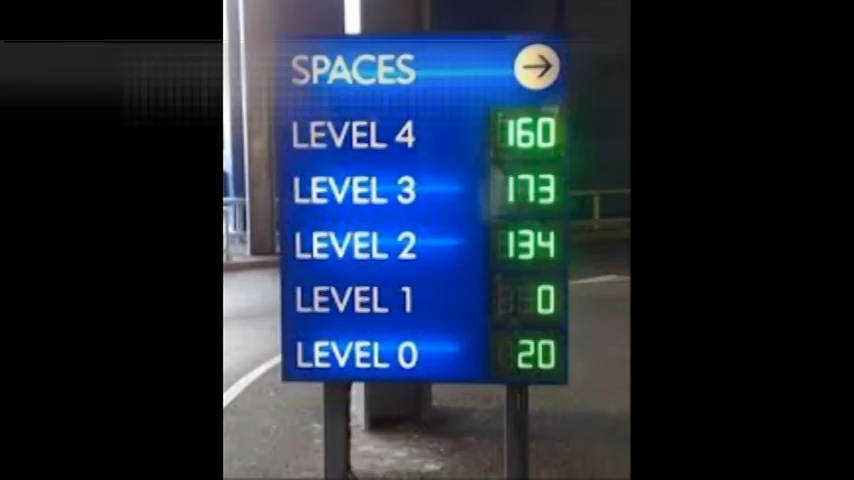 SPACES →
LEVEL 4 160
LEVEL 3 173
LEVEL 2 134
LEVEL 1 0
LEVEL 0 20